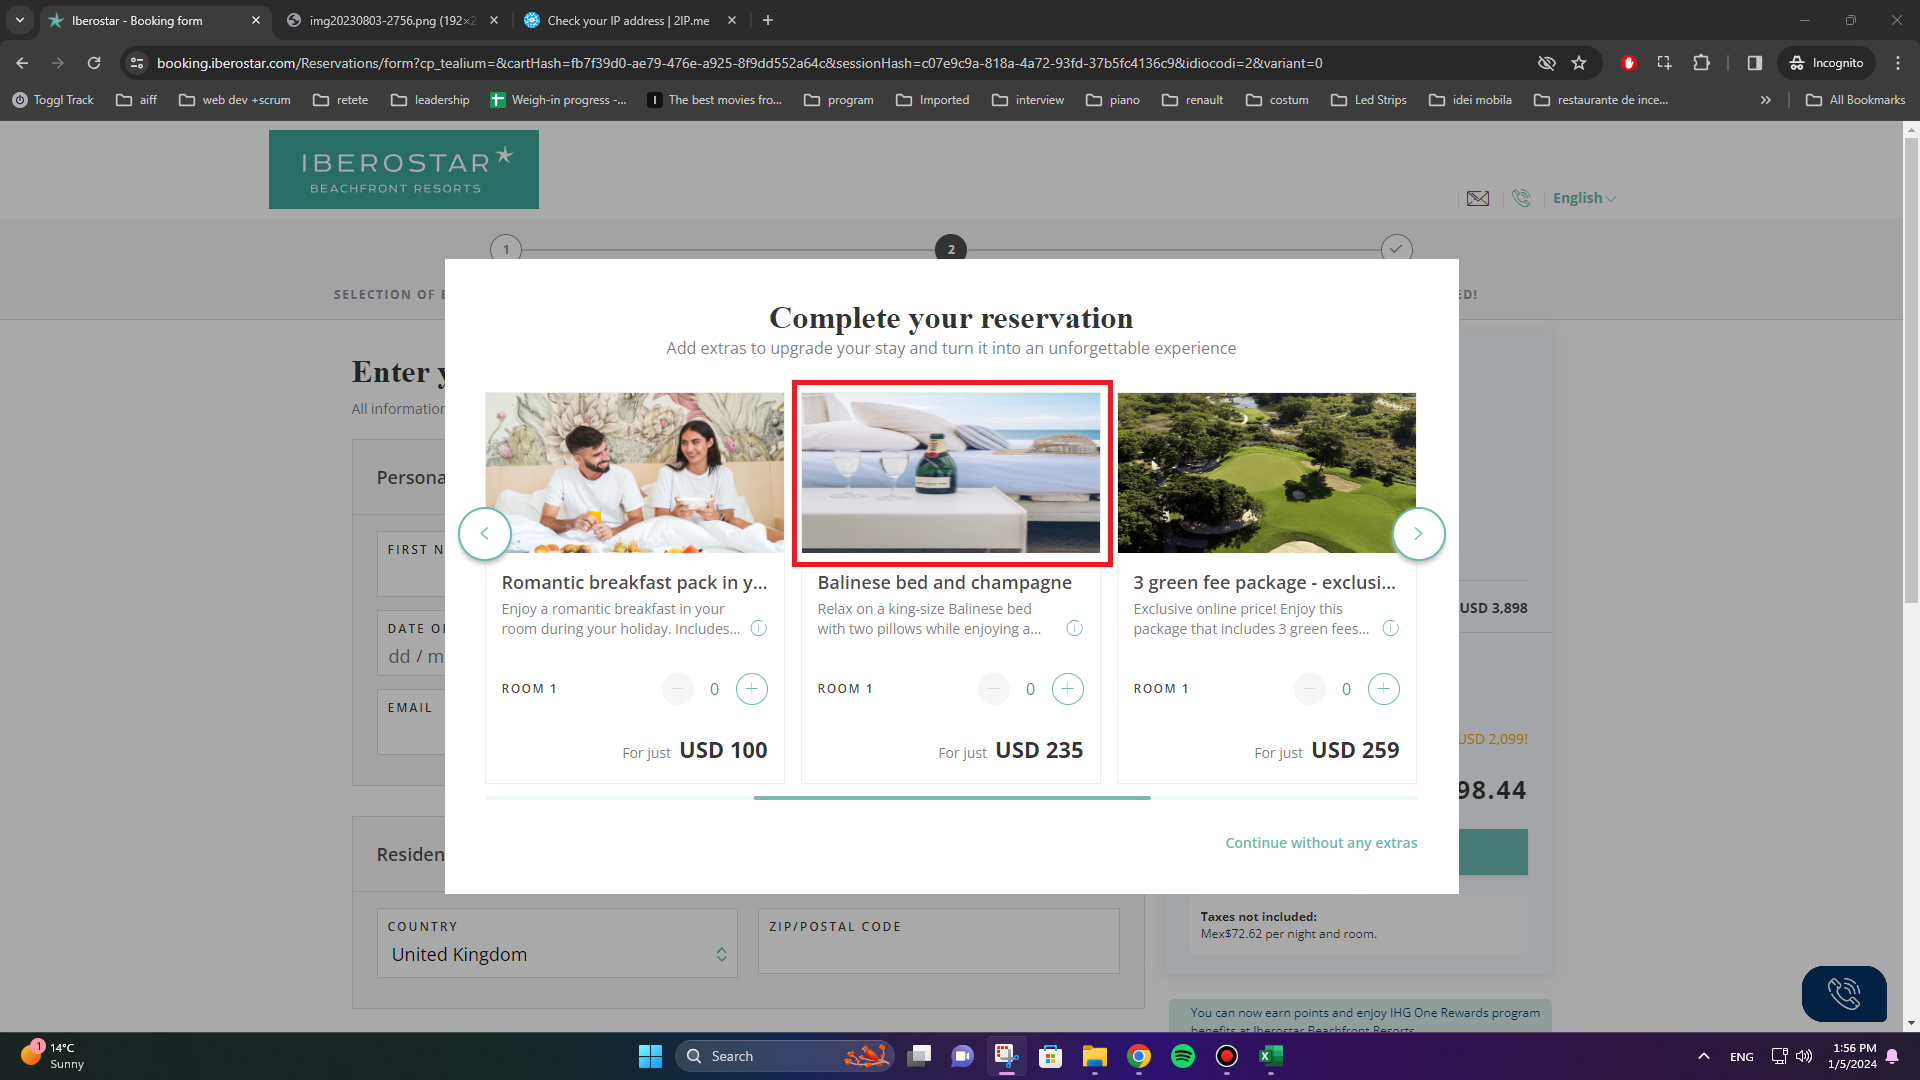 Iberostar - Booking form
img20230803-2756.png (192×2
Check your IP address | 2IP.me
booking.iberostar.com/Reservations/form?cp_tealium=&cartHash=fb7f39d0-ae79-476e-a925-8f9dd552a64c&sessionHash=c07e9c9a-818a-4a72-93fd-37b5fc4136c9&idiocodi=2&variant=0
Incognito
Toggl Track
aiff
web dev +scrum
retete
leadership
Weigh-in progress -...
The best movies fro...
program
Imported
interview
piano
renault
costum
Led Strips
idei mobila
restaurante de ince...
»
All Bookmarks
IBEROSTAR
BEACHFRONT RESORTS
English
1
2
SELECTION OF E
ED!
Complete your reservation
Add extras to upgrade your stay and turn it into an unforgettable experience
Enter y
All information
Persona
FIRST N
DATE OF
dd / m
EMAIL
Romantic breakfast pack in y...
Enjoy a romantic breakfast in your
room during your holiday. Includes...
ROOM 1
0
For just USD 100
Balinese bed and champagne
Relax on a king-size Balinese bed
with two pillows while enjoying a...
ROOM 1
0
For just USD 235
3 green fee package - exclusi...
Exclusive online price! Enjoy this
package that includes 3 green fees...
ROOM 1
0
For just USD 259
USD 3,898
USD 2,099!
98.44
Continue without any extras
Residen
COUNTRY
United Kingdom
ZIP/POSTAL CODE
Taxes not included:
Mex$72.62 per night and room.
You can now earn points and enjoy IHG One Rewards program
benefits at Iberostar Beachfront Resorts
1
14°C
Sunny
Search
ENG
1:56 PM
1/5/2024